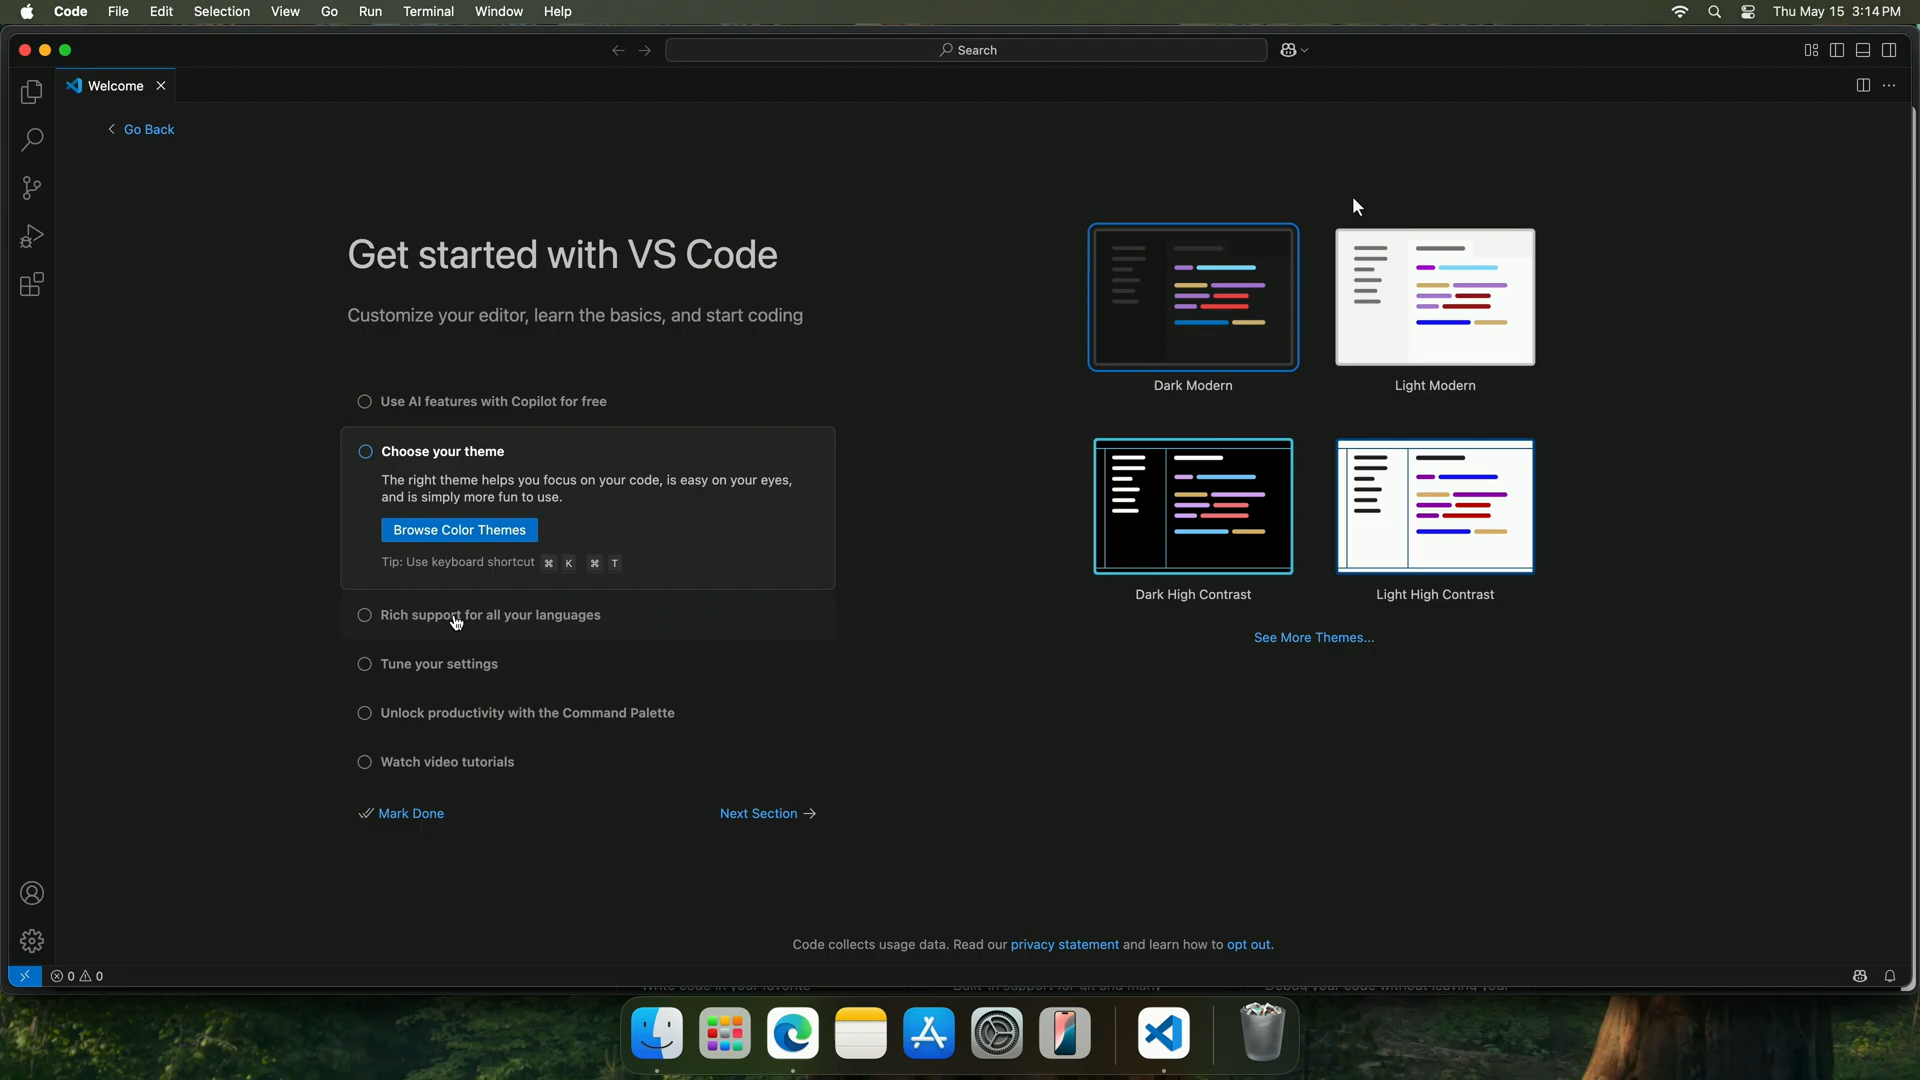 Code File Edit Selection View Go Run Terminal Window Help
Thu May 15 3:14 PM
Search
Welcome
Go Back
Get started with VS Code
Customize your editor, learn the basics, and start coding
Use AI features with Copilot for free
Choose your theme
The right theme helps you focus on your code, is easy on your eyes,
and is simply more fun to use.
Browse Color Themes
Tip: Use keyboard shortcut ⌘ K ⌘ T
Rich support for all your languages
Tune your settings
Unlock productivity with the Command Palette
Watch video tutorials
Mark Done
Next Section →
Dark Modern
Light Modern
Dark High Contrast
Light High Contrast
See More Themes...
Code collects usage data. Read our privacy statement and learn how to opt out.
0 0